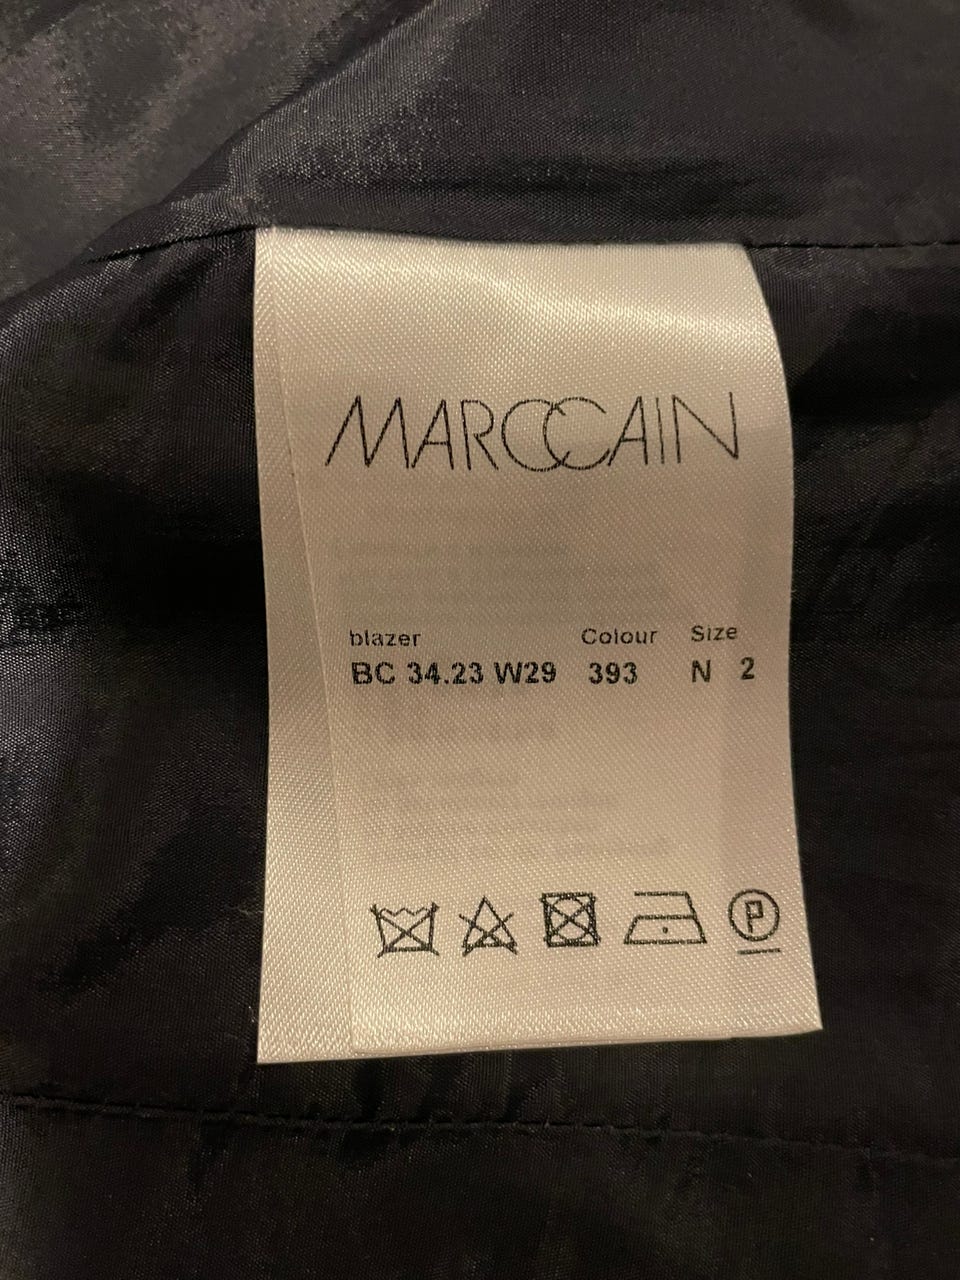 MARCCAIN
blazer Colour Size
BC 34.23 W29 393 N 2
P